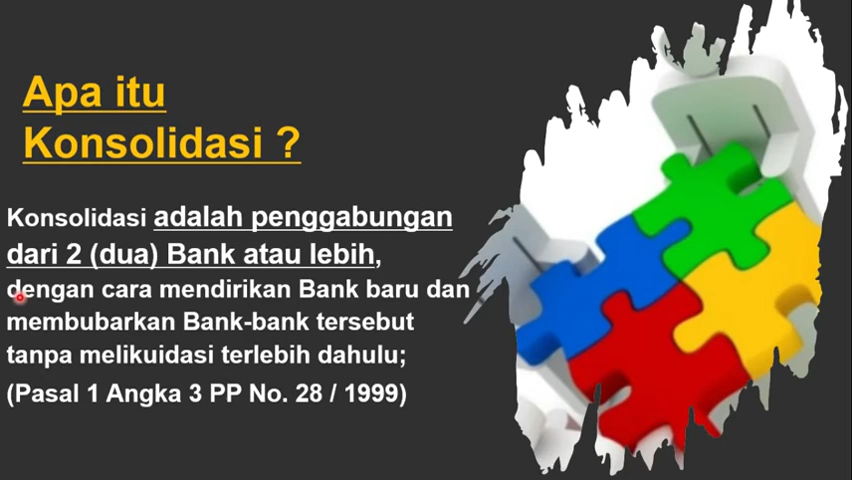 Apa itu
Konsolidasi ?
Konsolidasi adalah penggabungan
dari 2 (dua) Bank atau lebih,
dengan cara mendirikan Bank baru dan
membubarkan Bank-bank tersebut
tanpa melikuidasi terlebih dahulu;
(Pasal 1 Angka 3 PP No. 28 / 1999)